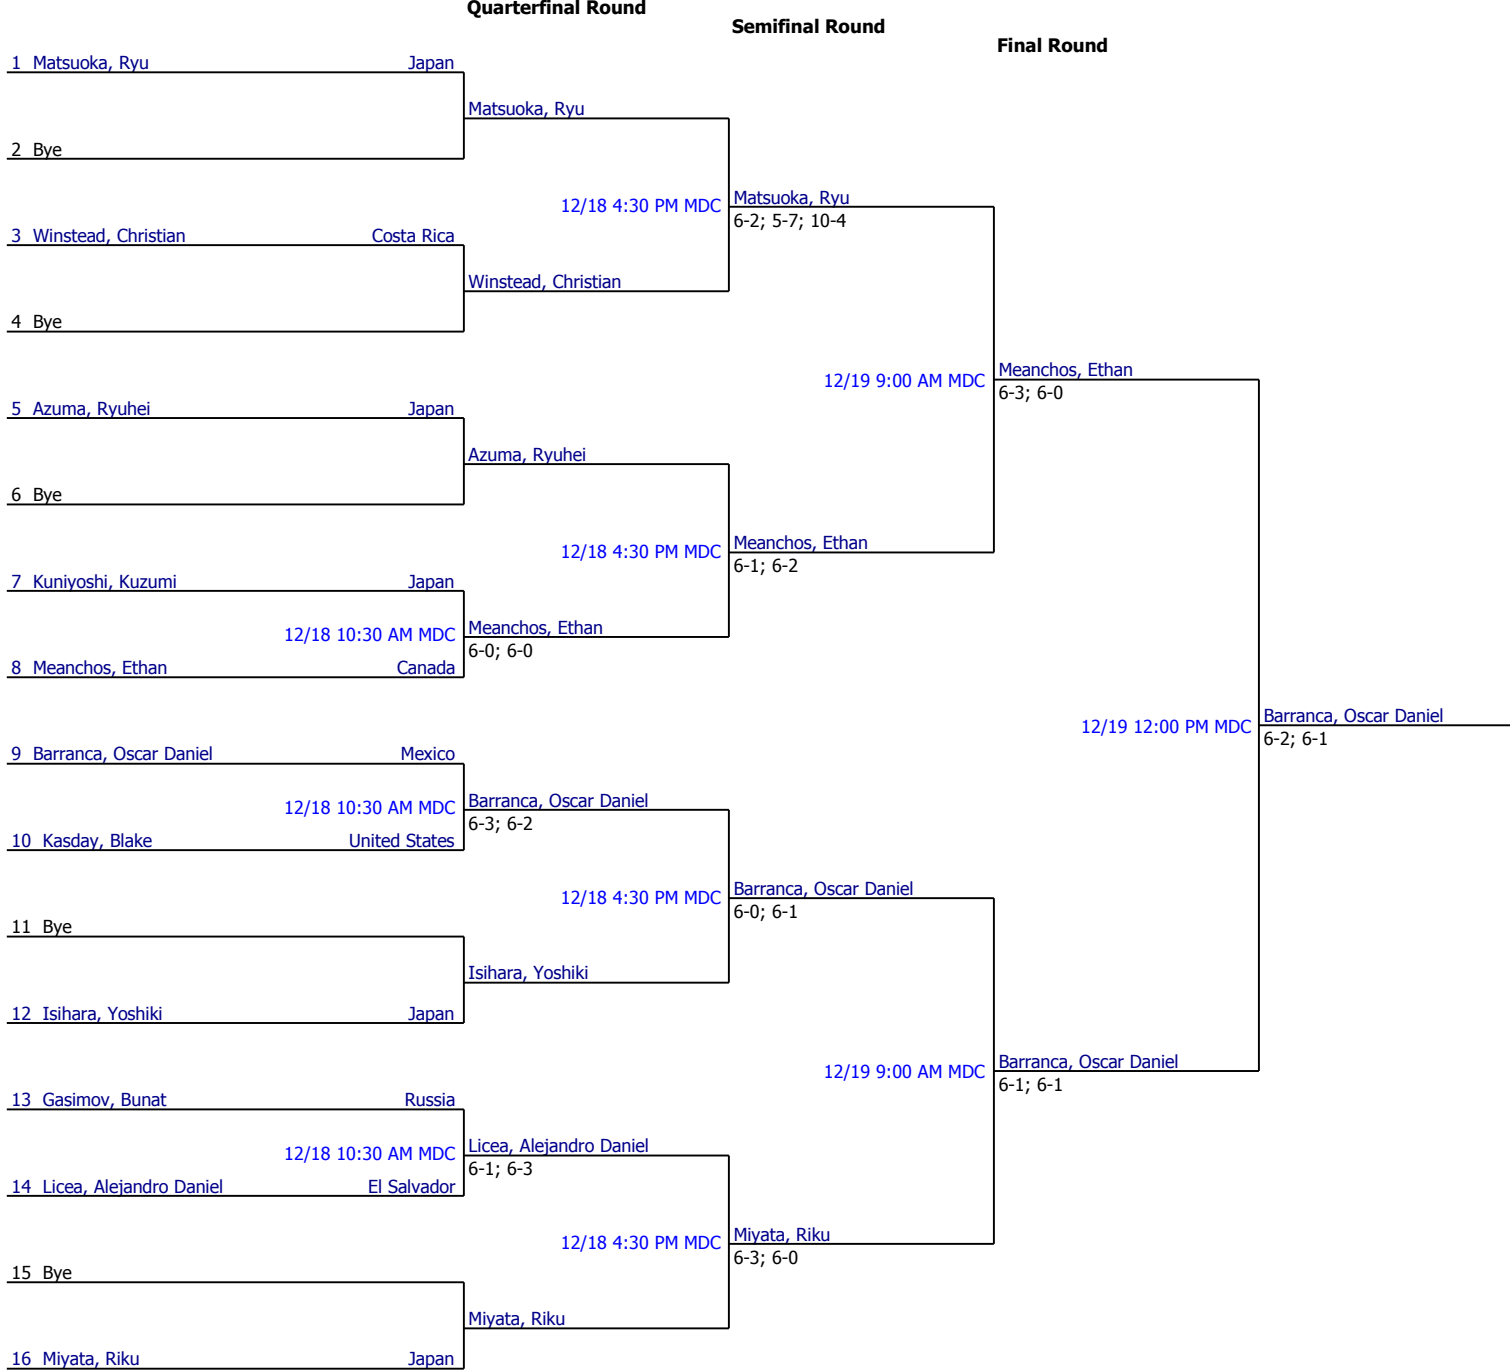 Quarterfinal Round
Semifinal Round
Final Round
1 Matsuoka, Ryu Japan
Matsuoka, Ryu
2 Bye
12/18 4:30 PM MDC Matsuoka, Ryu
6-2; 5-7; 10-4
3 Winstead, Christian Costa Rica
Winstead, Christian
4 Bye
12/19 9:00 AM MDC Meanchos, Ethan
6-3; 6-0
5 Azuma, Ryuhei Japan
Azuma, Ryuhei
6 Bye
12/18 4:30 PM MDC Meanchos, Ethan
6-1; 6-2
7 Kuniyoshi, Kuzumi Japan
12/18 10:30 AM MDC Meanchos, Ethan
6-0; 6-0
8 Meanchos, Ethan Canada
12/19 12:00 PM MDC Barranca, Oscar Daniel
6-2; 6-1
9 Barranca, Oscar Daniel Mexico
12/18 10:30 AM MDC Barranca, Oscar Daniel
6-3; 6-2
10 Kasday, Blake United States
12/18 4:30 PM MDC Barranca, Oscar Daniel
6-0; 6-1
11 Bye
Isihara, Yoshiki
12 Isihara, Yoshiki Japan
12/19 9:00 AM MDC Barranca, Oscar Daniel
6-1; 6-1
13 Gasimov, Bunat Russia
12/18 10:30 AM MDC Licea, Alejandro Daniel
6-1; 6-3
14 Licea, Alejandro Daniel El Salvador
12/18 4:30 PM MDC Miyata, Riku
6-3; 6-0
15 Bye
Miyata, Riku
16 Miyata, Riku Japan